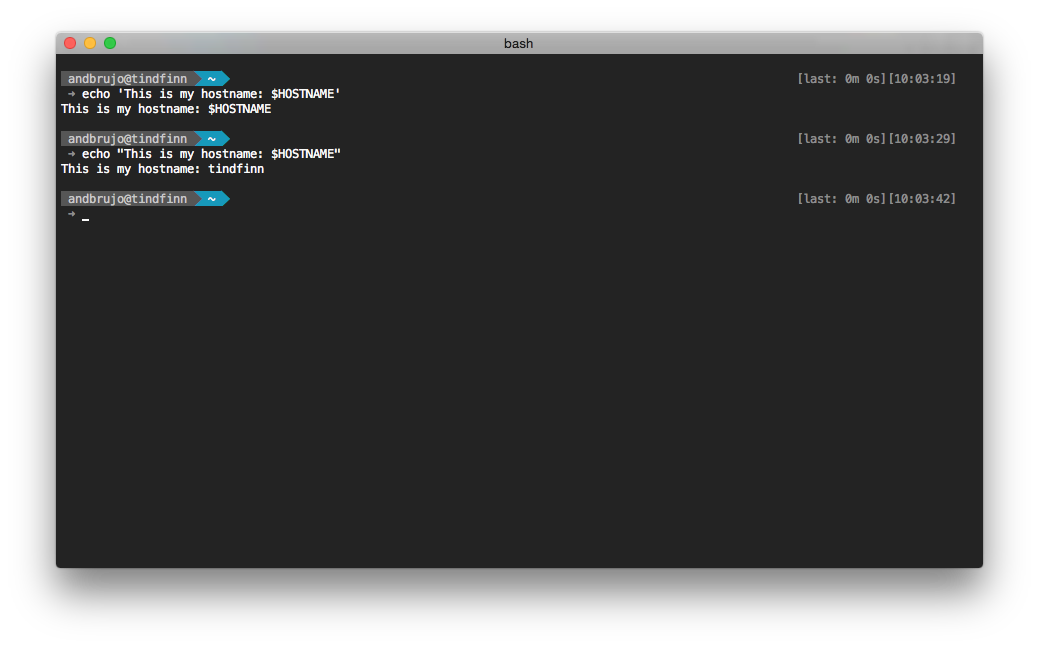 bash
andbrujo@tindfinn ~ [last: 0m 0s][10:03:19]
➜ echo 'This is my hostname: $HOSTNAME'
This is my hostname: $HOSTNAME
andbrujo@tindfinn ~ [last: 0m 0s][10:03:29]
➜ echo "This is my hostname: $HOSTNAME"
This is my hostname: tindfinn
andbrujo@tindfinn ~ [last: 0m 0s][10:03:42]
➜ _